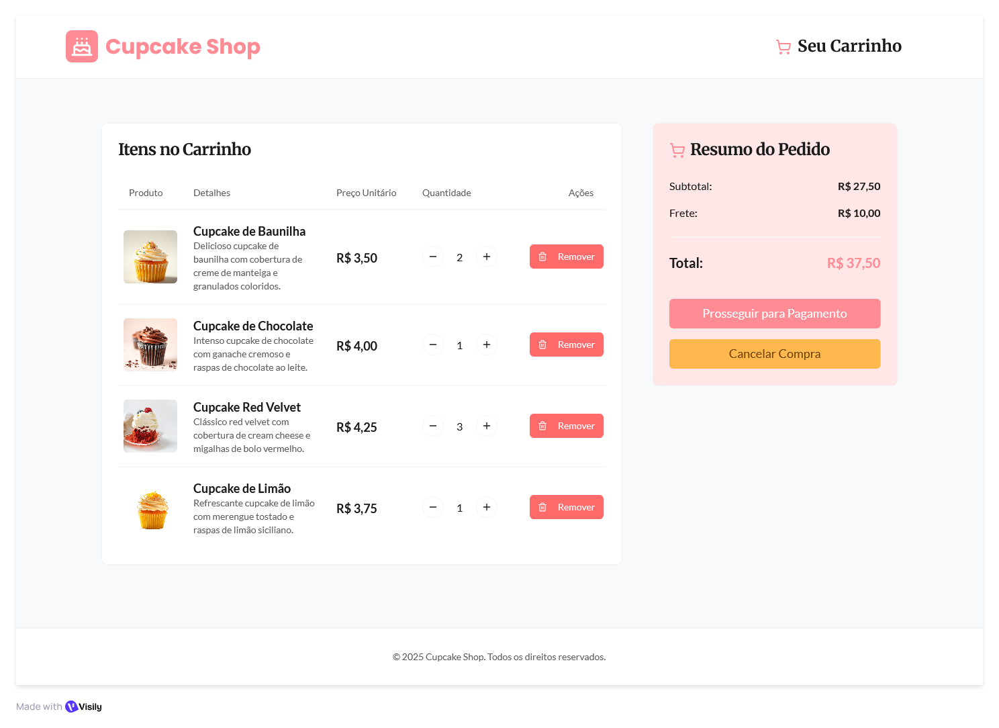 Cupcake Shop
Seu Carrinho
Itens no Carrinho
Produto Detalhes Preço Unitário Quantidade Ações
Cupcake de Baunilha
Delicioso cupcake de
baunilha com cobertura de
creme de manteiga e
granulados coloridos.
R$ 3,50
2
Remover
Cupcake de Chocolate
Intenso cupcake de chocolate
com ganache cremoso e
raspas de chocolate ao leite.
R$ 4,00
1
Remover
Cupcake Red Velvet
Clássico red velvet com
cobertura de cream cheese e
migalhas de bolo vermelho.
R$ 4,25
3
Remover
Cupcake de Limão
Refrescante cupcake de limão
com merengue tostado e
raspas de limão siciliano.
R$ 3,75
1
Remover
Resumo do Pedido
Subtotal: R$ 27,50
Frete: R$ 10,00
Total: R$ 37,50
Prosseguir para Pagamento
Cancelar Compra
© 2025 Cupcake Shop. Todos os direitos reservados.
Made with Visily